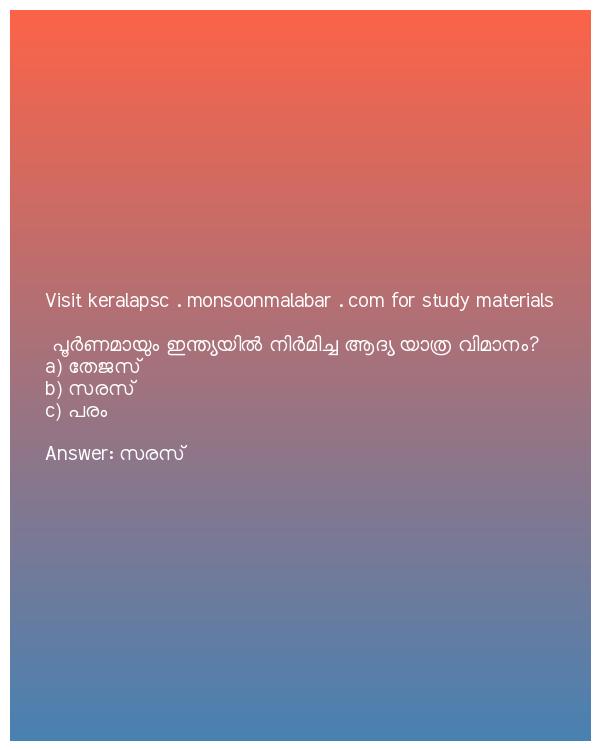 Visit keralapsc . monsoonmalabar . com for study materials
പൂർണമായും ഇന്ത്യയിൽ നിർമിച്ച ആദ്യ യാത്ര വിമാനം?
a) തേജസ്
b) സരസ്
c) പരം
Answer: സരസ്